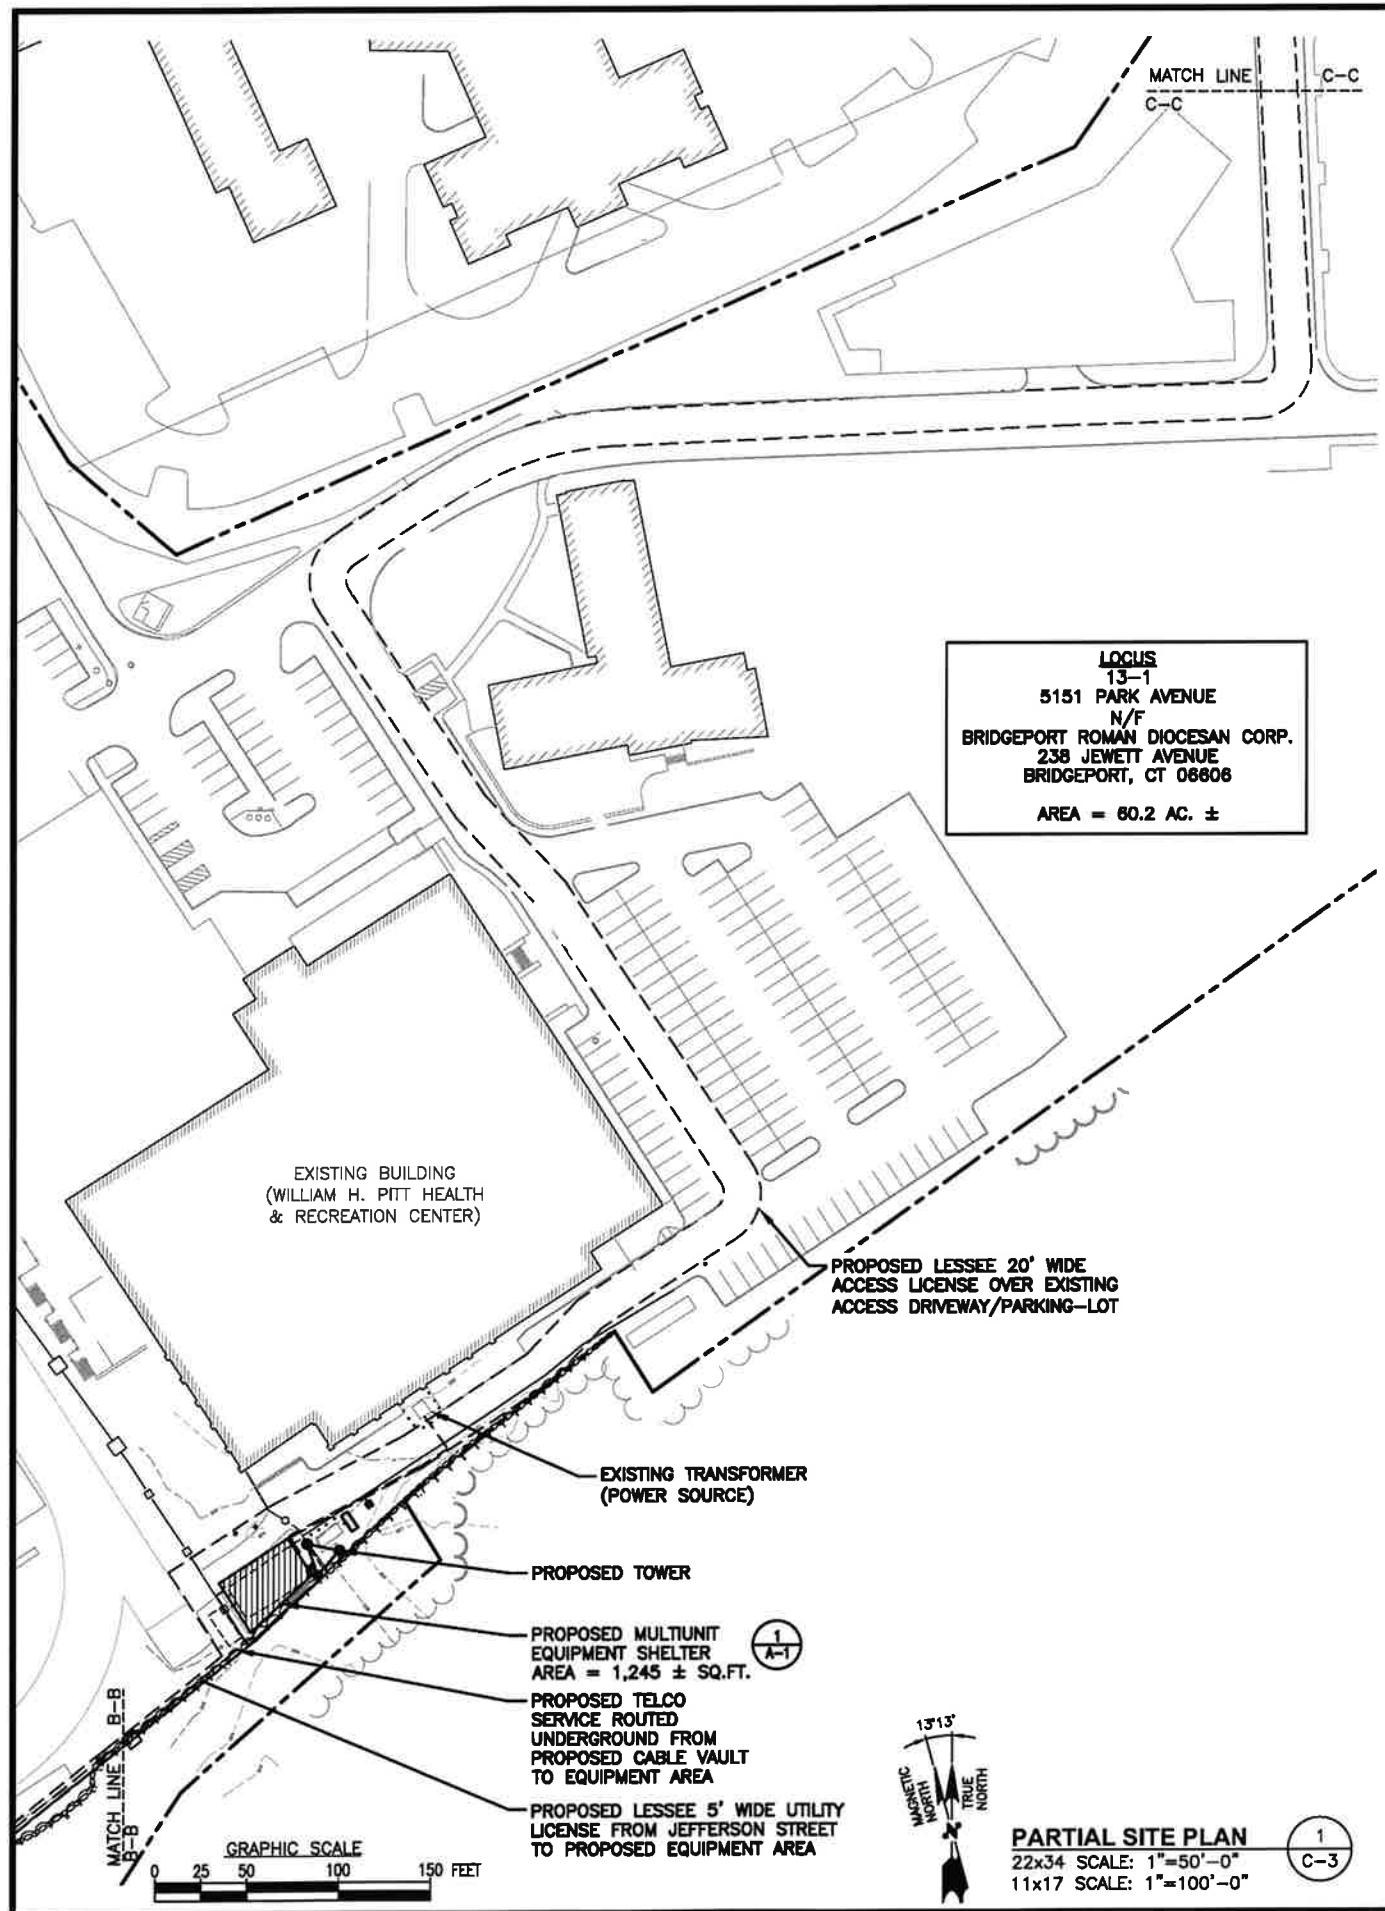 MATCH LINE C-C
C-C
LOCUS
13-1
5151 PARK AVENUE
N/F
BRIDGEPORT ROMAN DIOCESAN CORP.
238 JEWETT AVENUE
BRIDGEPORT, CT 06606
AREA = 60.2 AC. ±
EXISTING BUILDING
(WILLIAM H. PITT HEALTH
& RECREATION CENTER)
PROPOSED LESSEE 20' WIDE
ACCESS LICENSE OVER EXISTING
ACCESS DRIVEWAY/PARKING-LOT
EXISTING TRANSFORMER
(POWER SOURCE)
PROPOSED TOWER
PROPOSED MULTIUNIT
EQUIPMENT SHELTER
AREA = 1,245 ± SQ.FT.
1
A-1
PROPOSED TELCO
SERVICE ROUTED
UNDERGROUND FROM
PROPOSED CABLE VAULT
TO EQUIPMENT AREA
PROPOSED LESSEE 5' WIDE UTILITY
LICENSE FROM JEFFERSON STREET
TO PROPOSED EQUIPMENT AREA
MATCH LINE B-B
B-B
GRAPHIC SCALE
0 25 50 100 150 FEET
13°13'
MAGNETIC
NORTH
TRUE
NORTH
N
PARTIAL SITE PLAN
22x34 SCALE: 1"=50'-0"
11x17 SCALE: 1"=100'-0"
1
C-3